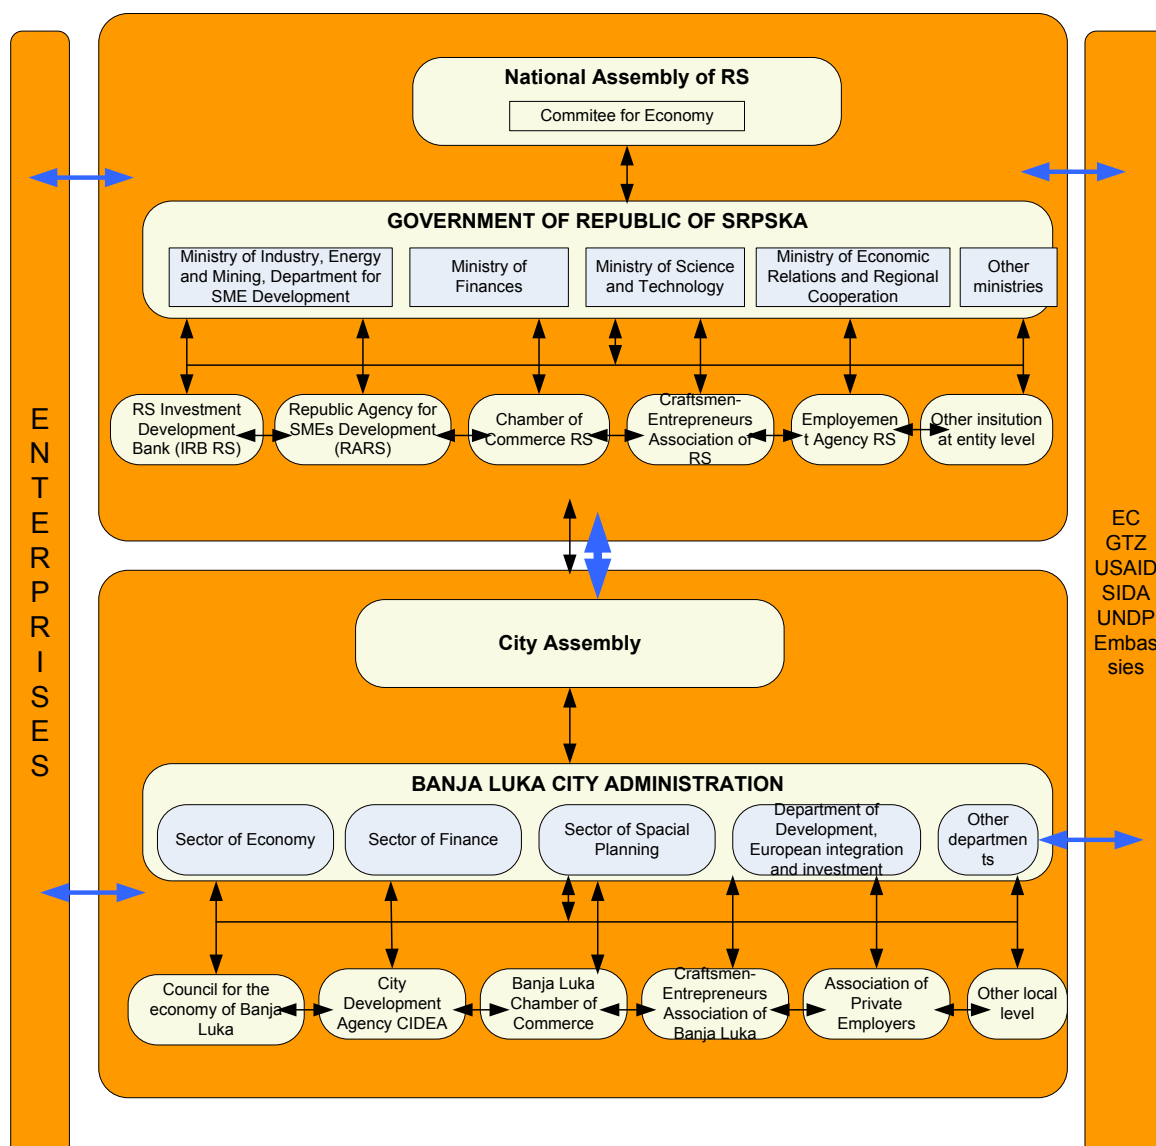 National Assembly of RS
Commitee for Economy
GOVERNMENT OF REPUBLIC OF SRPSKA
Ministry of Industry, Energy
and Mining, Department for
SME Development
Ministry of
Finances
Ministry of Science
and Technology
Ministry of Economic
Relations and Regional
Cooperation
Other
ministries
RS Investment
Development
Bank (IRB RS)
Republic Agency for
SMEs Development
(RARS)
Chamber of
Commerce RS
Craftsmen-
Entrepreneurs
Association of
RS
Employemen
t Agency RS
Other insitution
at entity level
E
N
T
E
R
P
R
I
S
E
S
EC
GTZ
USAID
SIDA
UNDP
Embas
sies
City Assembly
BANJA LUKA CITY ADMINISTRATION
Sector of Economy
Sector of Finance
Sector of Spacial
Planning
Department of
Development,
European integration
and investment
Other
departmen
ts
Council for the
economy of Banja
Luka
City
Development
Agency CIDEA
Banja Luka
Chamber of
Commerce
Craftsmen-
Entrepreneurs
Association of
Banja Luka
Association of
Private
Employers
Other local
level